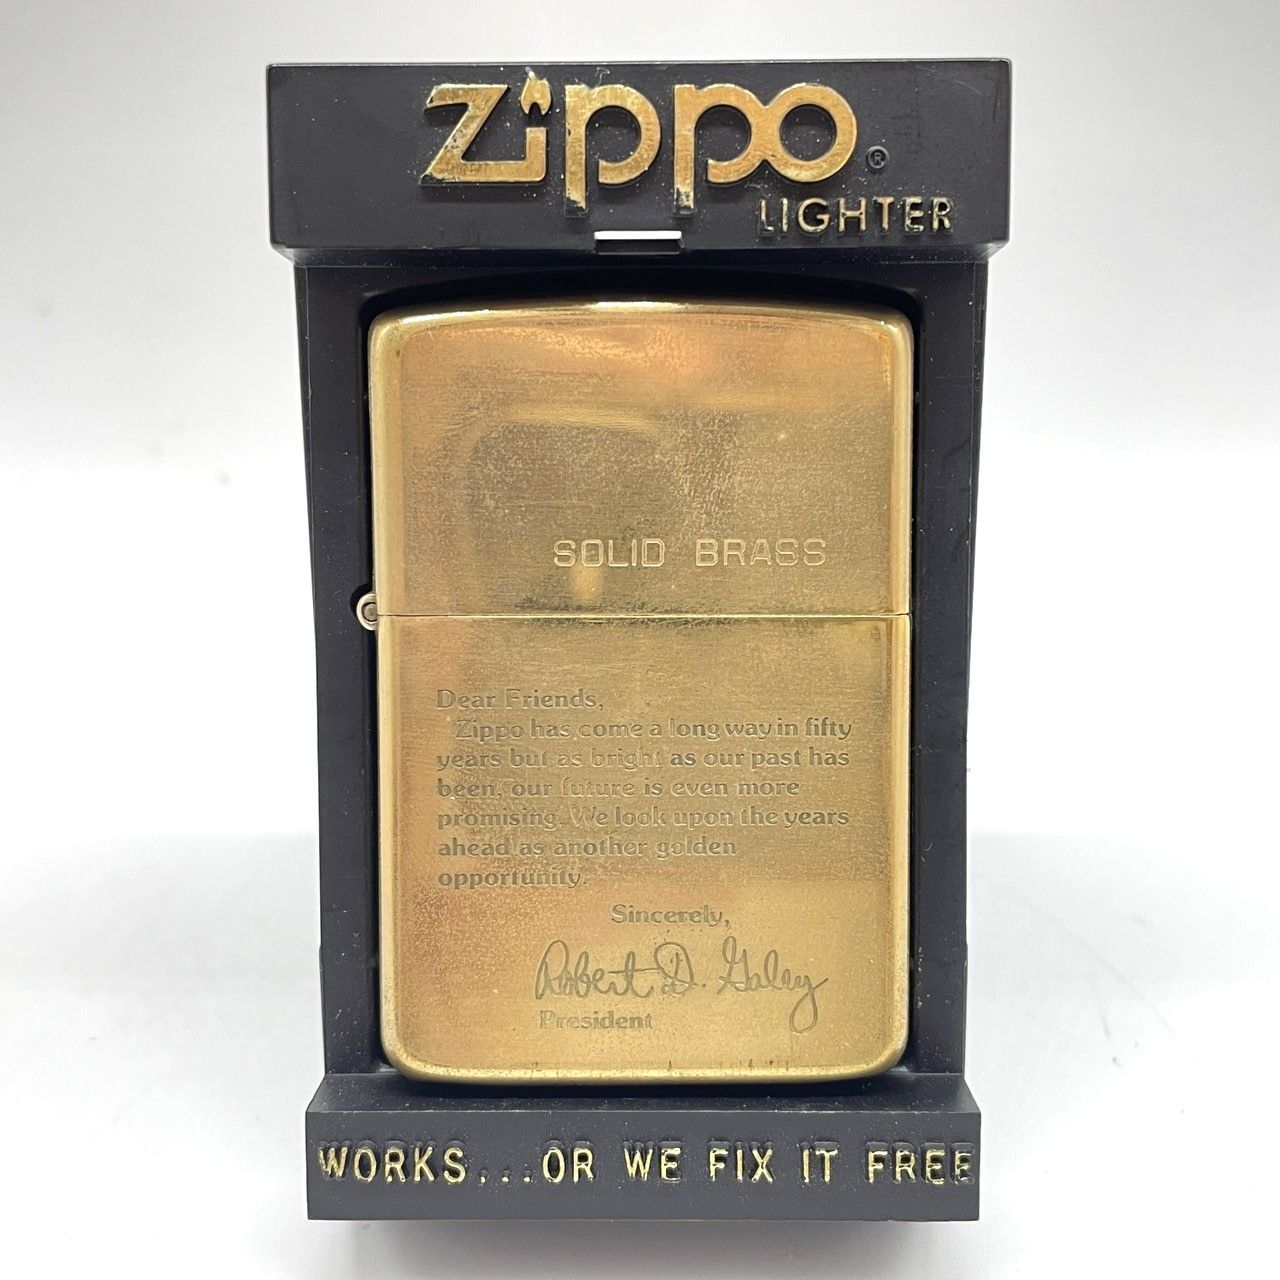 Zippo®
LIGHTER
SOLID BRASS
Dear Friends,
Zippo has come a long way in fifty
years but as bright as our past has
been, our future is even more
promising. We look upon the years
ahead as another golden
opportunity.
Sincerely,
Robert D. Galey
President
WORKS...OR WE FIX IT FREE